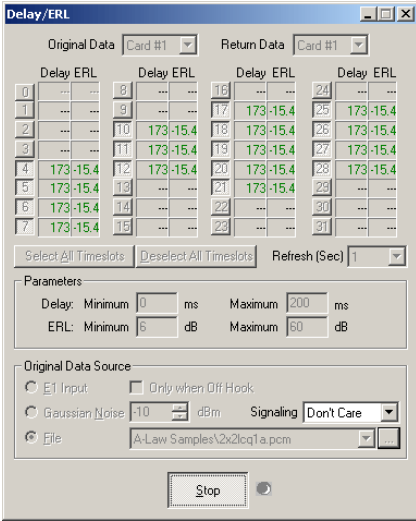 Delay/ERL
Original Data Card #1 Return Data Card #1
Delay ERL Delay ERL Delay ERL Delay ERL
0 --- --- 8 --- --- 16 --- --- 24 --- ---
1 --- --- 9 --- --- 17 173 -15.4 25 173 -15.4
2 --- --- 10 173 -15.4 18 173 -15.4 26 173 -15.4
3 --- --- 11 173 -15.4 19 173 -15.4 27 173 -15.4
4 173 -15.4 12 173 -15.4 20 173 -15.4 28 173 -15.4
5 173 -15.4 13 --- --- 21 173 -15.4 29 --- ---
6 173 -15.4 14 --- --- 22 --- --- 30 --- ---
7 173 -15.4 15 --- --- 23 --- --- 31 --- ---
Select All Timeslots Deselect All Timeslots Refresh (Sec) 1
Parameters
Delay: Minimum 0 ms Maximum 200 ms
ERL: Minimum 6 dB Maximum 60 dB
Original Data Source
E1 Input Only when Off Hook
Gaussian Noise -10 dBm Signaling Don't Care
File A-Law Samples\2x2lcq1a.pcm ...
Stop